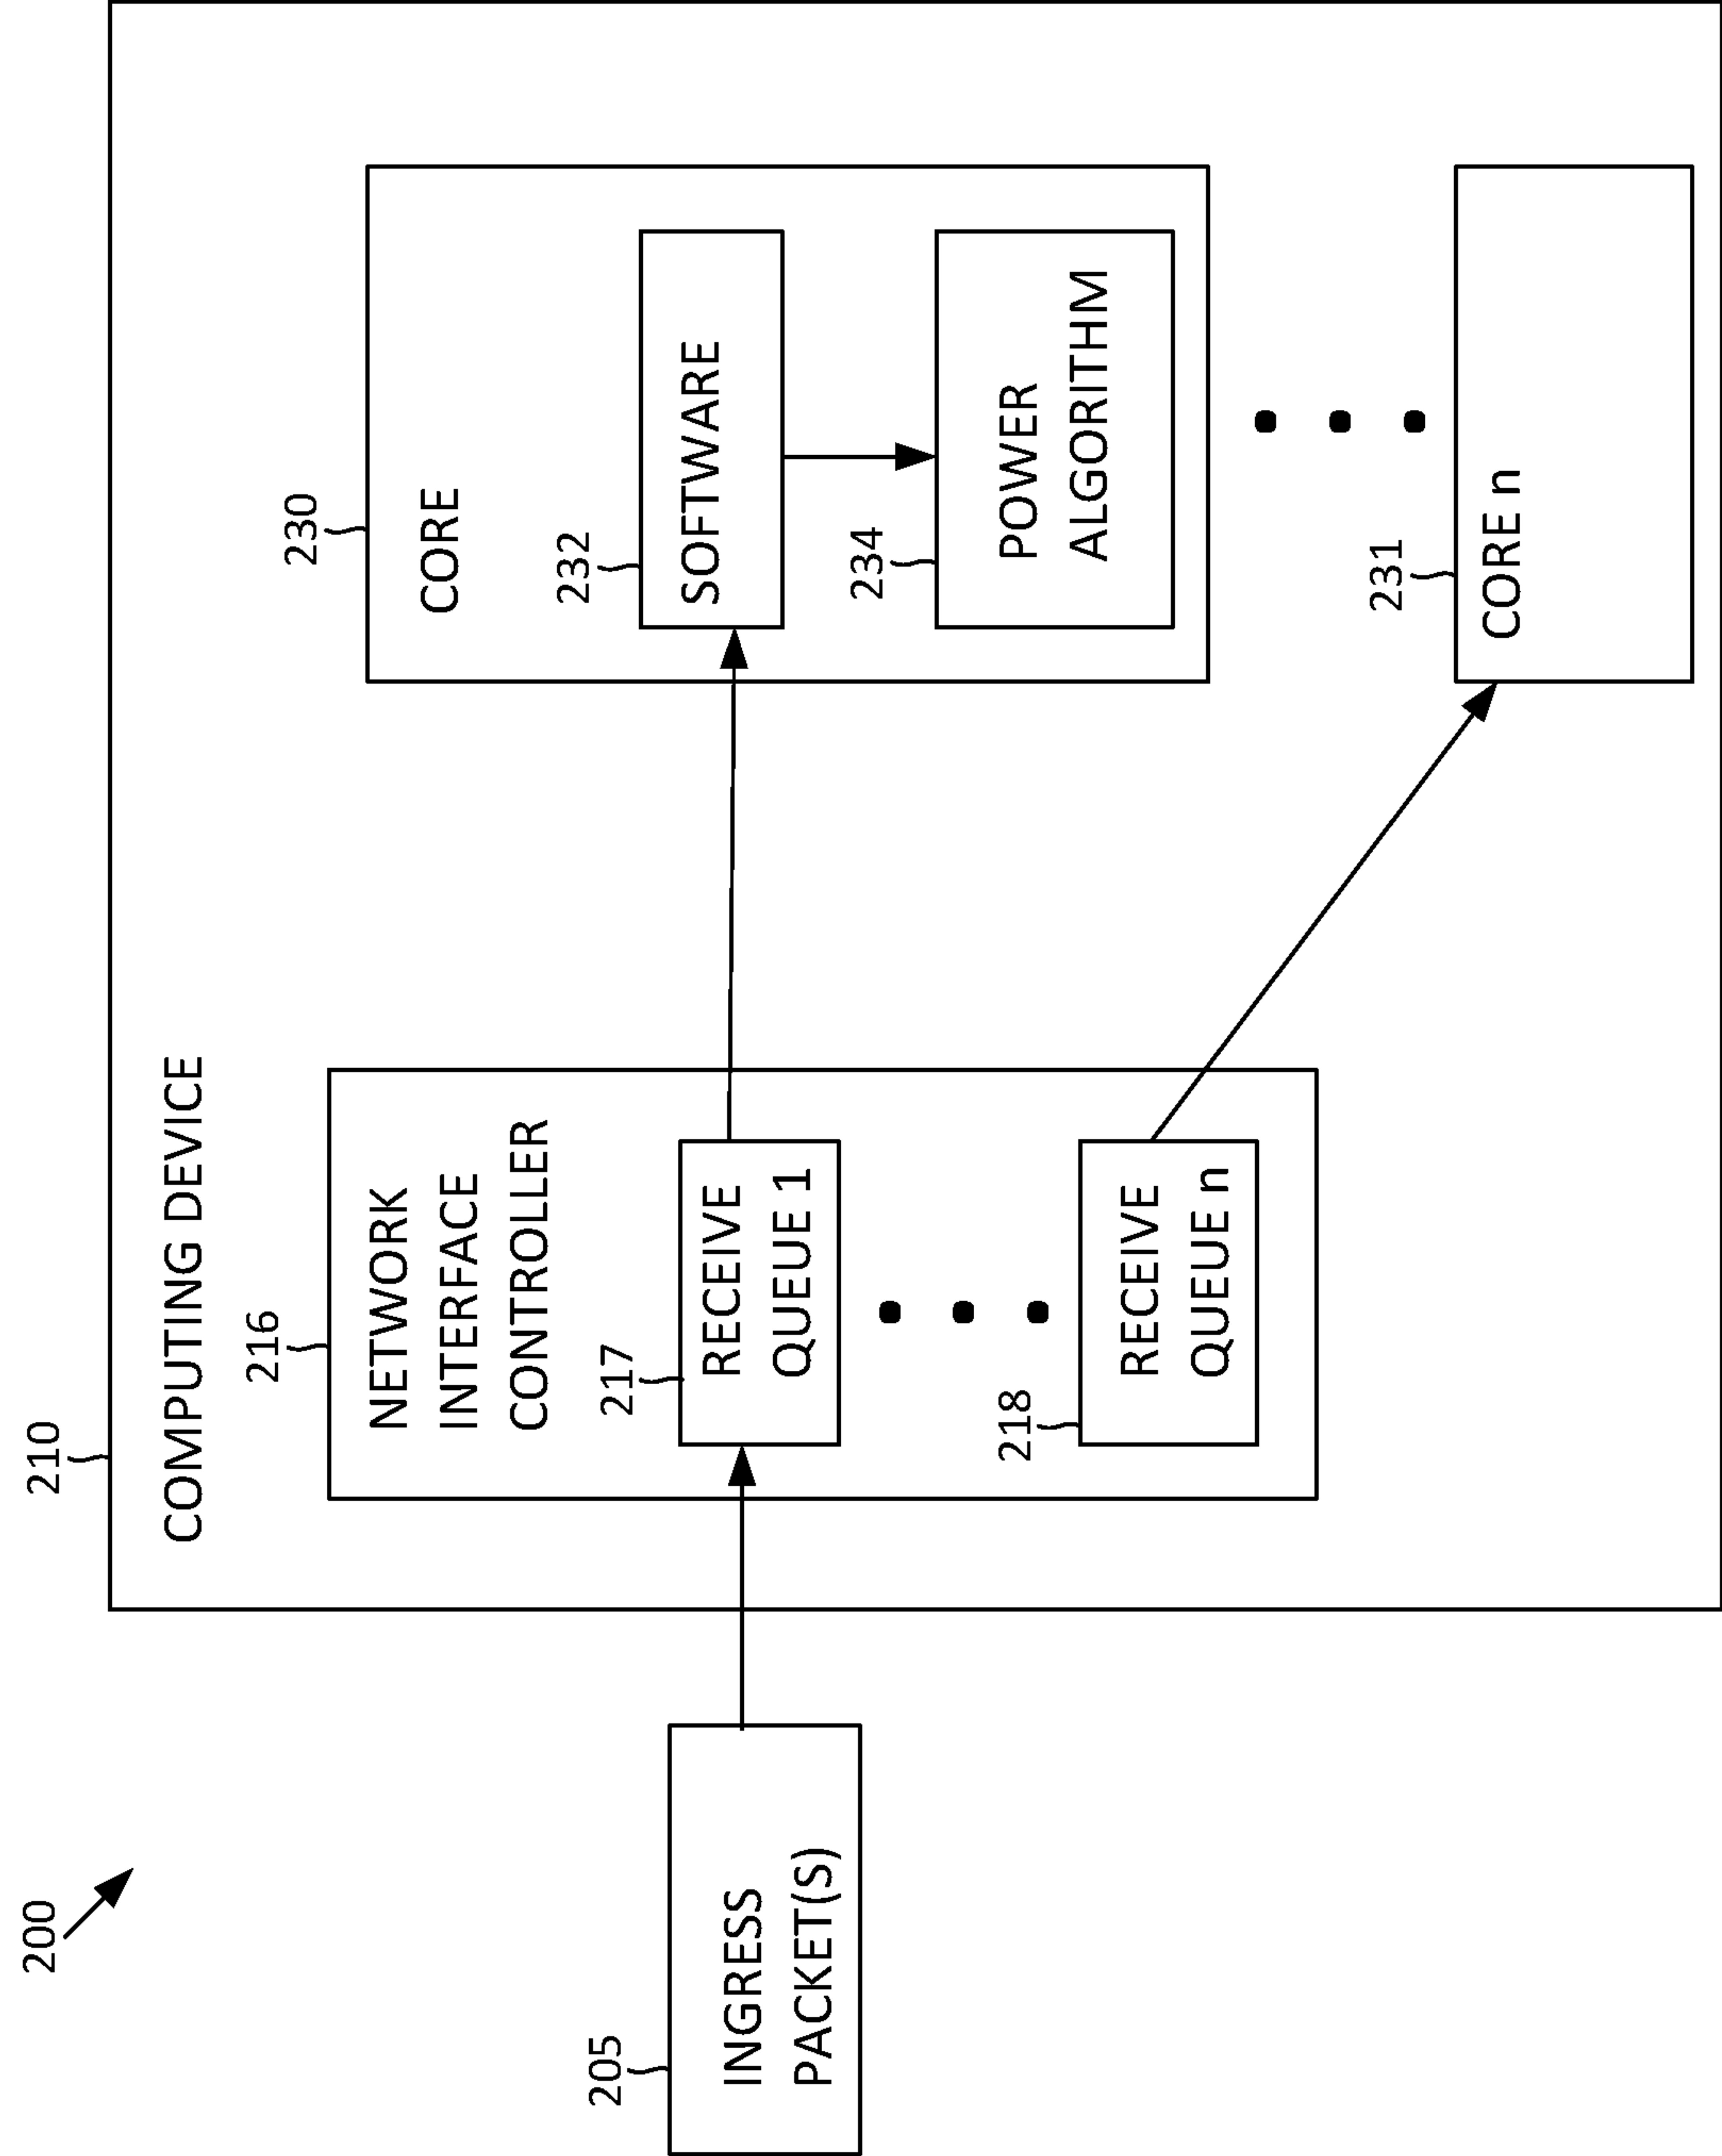 200
205
INGRESS
PACKET(S)
210
COMPUTING DEVICE
216
NETWORK
INTERFACE
CONTROLLER
217
RECEIVE
QUEUE 1
218
RECEIVE
QUEUE n
230
CORE
232
SOFTWARE
234
POWER
ALGORITHM
231
CORE n